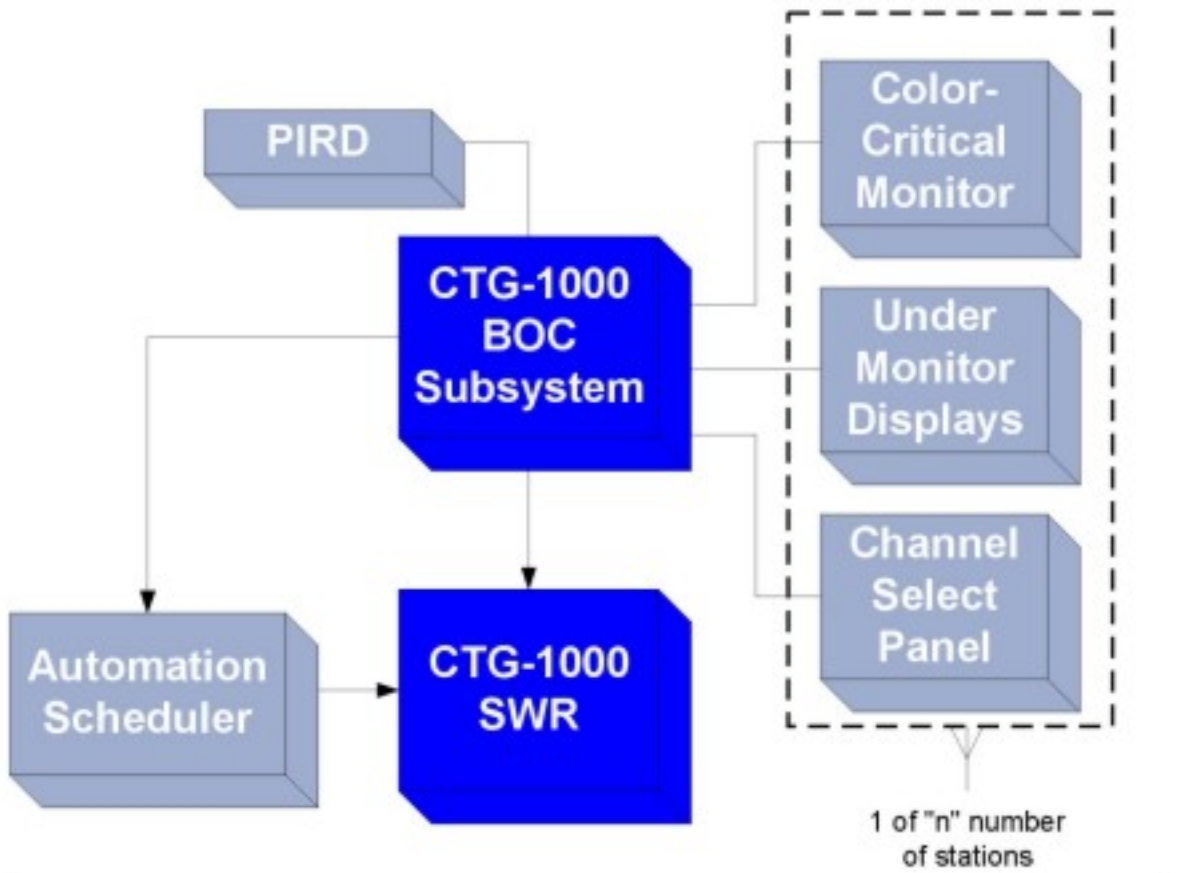 PIRD
CTG-1000
BOC
Subsystem
Color-
Critical
Monitor
Under
Monitor
Displays
Channel
Select
Panel
Automation
Scheduler
CTG-1000
SWR
1 of "n" number
of stations